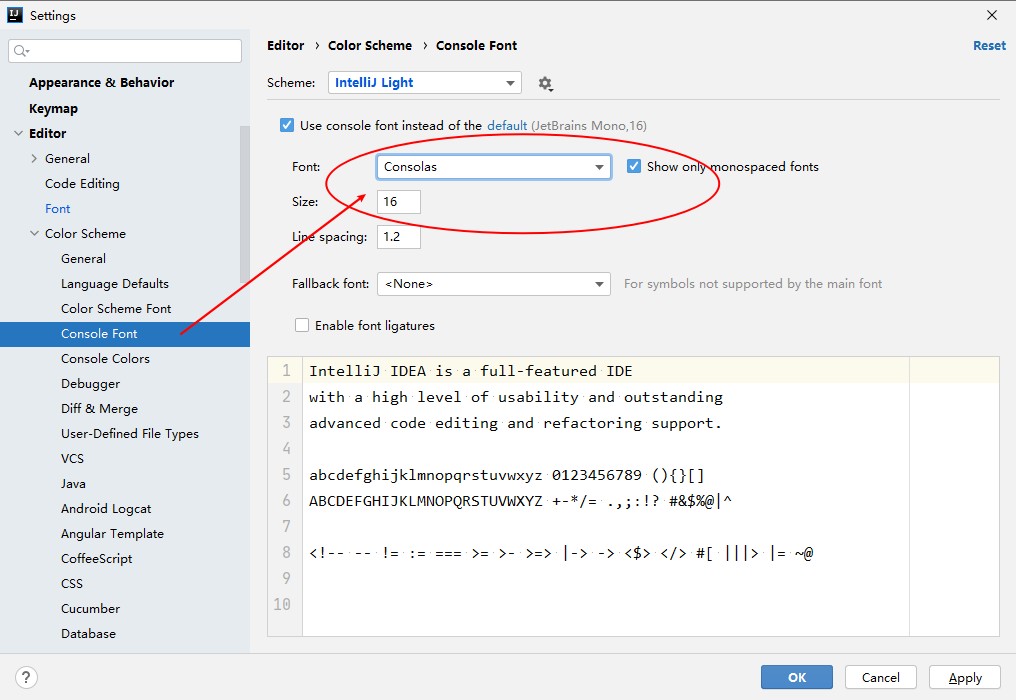 Settings
Appearance & Behavior
Keymap
Editor
General
Code Editing
Font
Color Scheme
General
Language Defaults
Color Scheme Font
Console Font
Console Colors
Debugger
Diff & Merge
User-Defined File Types
VCS
Java
Android Logcat
Angular Template
CoffeeScript
CSS
Cucumber
Database
Editor › Color Scheme › Console Font
Reset
Scheme: IntelliJ Light
Use console font instead of the default (JetBrains Mono,16)
Font: Consolas Show only monospaced fonts
Size: 16
Line spacing: 1.2
Fallback font: <None> For symbols not supported by the main font
Enable font ligatures
1 IntelliJ IDEA is a full-featured IDE
2 with a high level of usability and outstanding
3 advanced code editing and refactoring support.
4
5 abcdefghijklmnopqrstuvwxyz 0123456789 (){}[]
6 ABCDEFGHIJKLMNOPQRSTUVWXYZ +-*/= .,;:!? #&$%@|^
7
8 <!-- -- != := === >= >- >=> |-> -> <$> </> #[ |||> |= ~@
9
10
? OK Cancel Apply